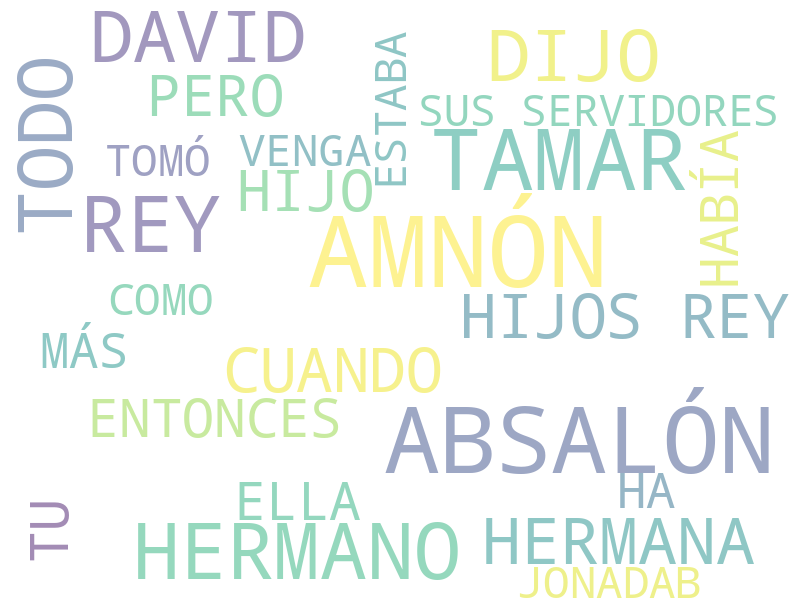 DAVID
DIJO
TODO
ESTABA
PERO
SUS SERVIDORES
TAMAR
TOMÓ
VENGA
HABÍA
HIJO
REY
AMNÓN
COMO
HIJOS REY
MÁS
CUANDO
ENTONCES
ABSALÓN
HA
ELLA
TU
HERMANO
HERMANA
JONADAB